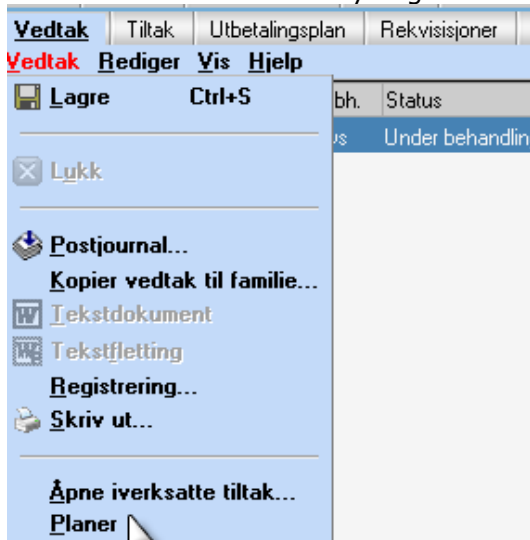 Vedtak Tiltak Utbetalingsplan Rekvisisjoner
Vedtak Rediger Vis Hjelp
Lagre Ctrl+S bh. Status
Under behandlin
Lukk
Postjournal...
Kopier vedtak til familie...
Tekstdokument
Tekstfletting
Registrering...
Skriv ut...
Åpne iverksatte tiltak...
Planer